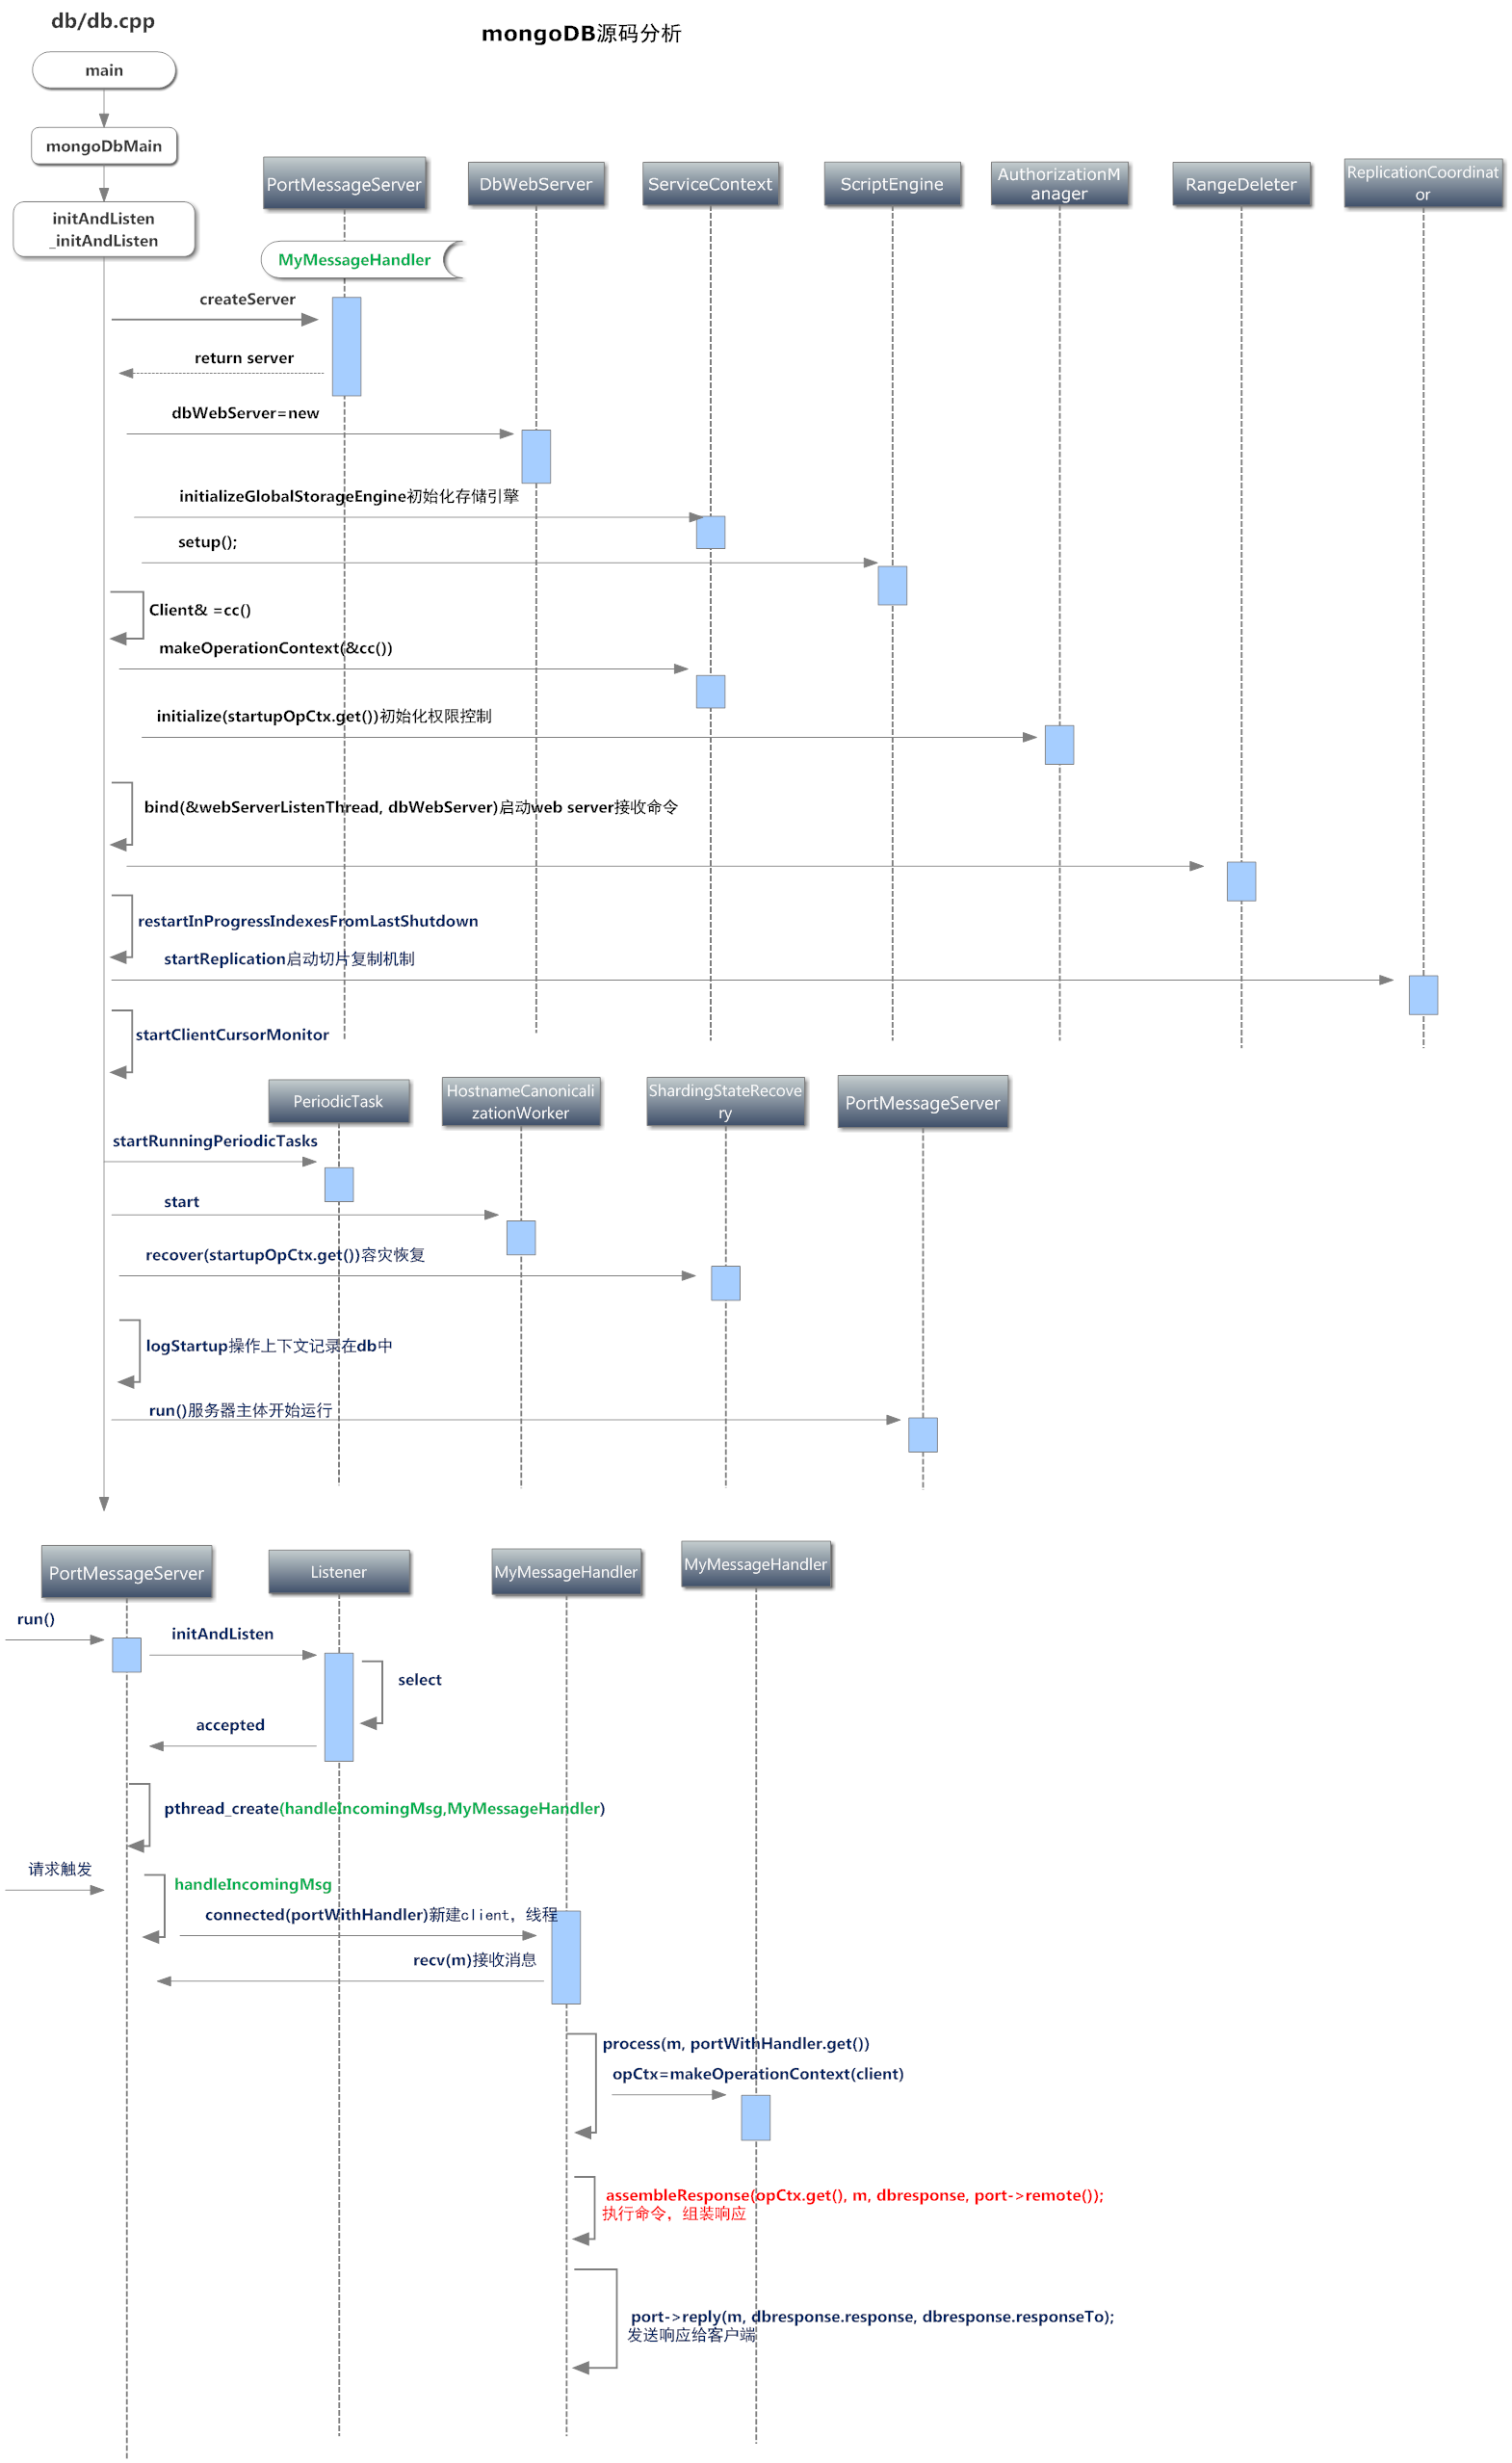 db/db.cpp
mongoDB源码分析
main
mongoDbMain
initAndListen
_initAndListen
PortMessageServer
DbWebServer
ServiceContext
ScriptEngine
AuthorizationM
anager
RangeDeleter
ReplicationCoordinat
or
MyMessageHandler
createServer
return server
dbWebServer=new
initializeGlobalStorageEngine初始化存储引擎
setup();
Client& =cc()
makeOperationContext(&cc())
initialize(startupOpCtx.get())初始化权限控制
bind(&webServerListenThread, dbWebServer)启动web server接收命令
restartInProgressIndexesFromLastShutdown
startReplication启动切片复制机制
startClientCursorMonitor
PeriodicTask
HostnameCanonicali
zationWorker
ShardingStateRecove
ry
PortMessageServer
startRunningPeriodicTasks
start
recover(startupOpCtx.get())容灾恢复
logStartup操作上下文记录在db中
run()服务器主体开始运行
PortMessageServer
Listener
MyMessageHandler
MyMessageHandler
run()
initAndListen
select
accepted
pthread_create(handleIncomingMsg,MyMessageHandler)
请求触发
handleIncomingMsg
connected(portWithHandler)新建client，线程
recv(m)接收消息
process(m, portWithHandler.get())
opCtx=makeOperationContext(client)
assembleResponse(opCtx.get(), m, dbresponse, port->remote());
执行命令，组装响应
port->reply(m, dbresponse.response, dbresponse.responseTo);
发送响应给客户端